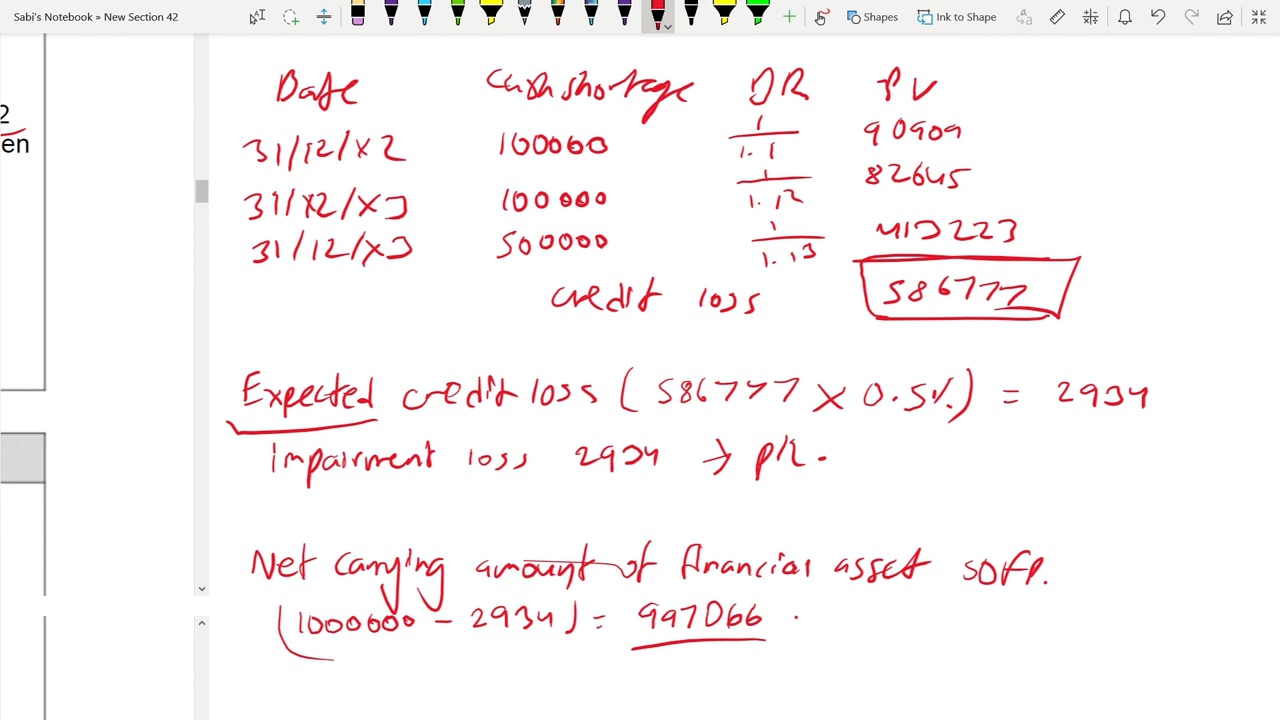 Sabi's Notebook » New Section 42
Shapes
Ink to Shape
2
en
Date Cash shortage DR PV
31/12/X2 100000 1/1.1 90909
31/X2/X3 100000 1/1.12 82645
31/12/X3 500000 1/1.13 413223
credit loss 586777
Expected credit loss (586777 X 0.5%) = 2934
impairment loss 2934 → P/L.
Net carrying amount of financial asset SOFP.
(1000000 - 2934) = 997066.